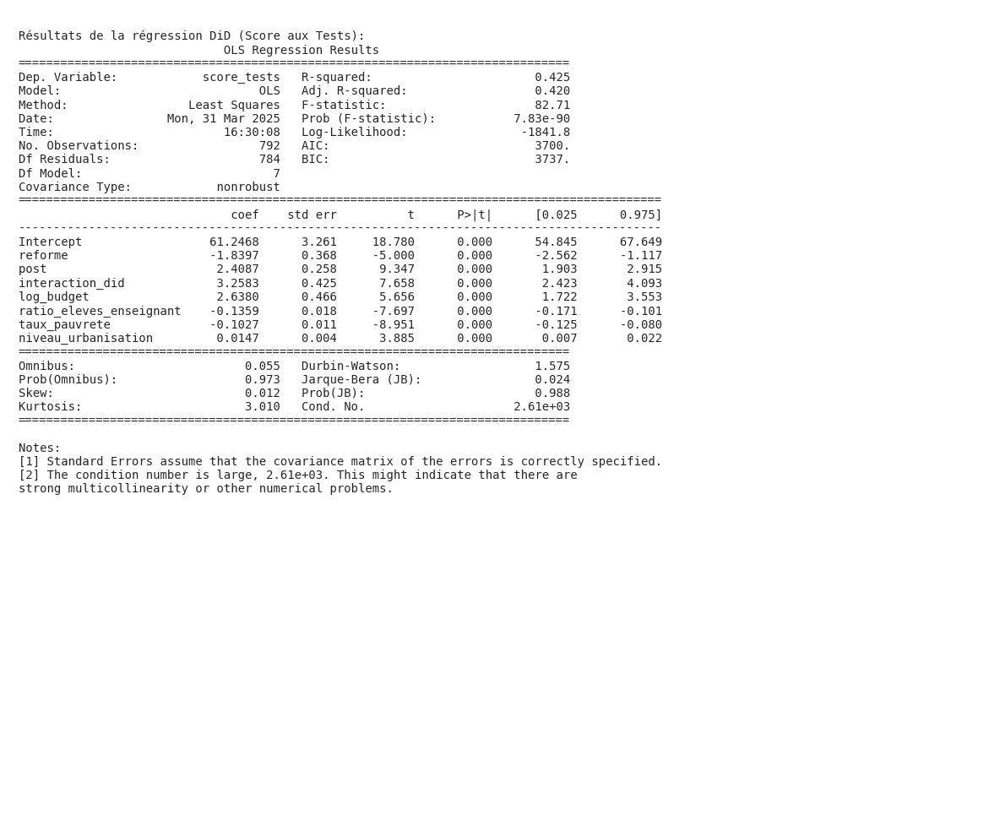 Résultats de la régression DiD (Score aux Tests):
                             OLS Regression Results
==============================================================================
Dep. Variable:            score_tests   R-squared:                       0.425
Model:                            OLS   Adj. R-squared:                  0.420
Method:                 Least Squares   F-statistic:                     82.71
Date:                Mon, 31 Mar 2025   Prob (F-statistic):           7.83e-90
Time:                        16:30:08   Log-Likelihood:                -1841.8
No. Observations:                 792   AIC:                             3700.
Df Residuals:                     784   BIC:                             3737.
Df Model:                           7
Covariance Type:            nonrobust
===========================================================================================
                              coef    std err          t      P>|t|      [0.025      0.975]
-------------------------------------------------------------------------------------------
Intercept                  61.2468      3.261     18.780      0.000      54.845      67.649
reforme                    -1.8397      0.368     -5.000      0.000      -2.562      -1.117
post                        2.4087      0.258      9.347      0.000       1.903       2.915
interaction_did             3.2583      0.425      7.658      0.000       2.423       4.093
log_budget                  2.6380      0.466      5.656      0.000       1.722       3.553
ratio_eleves_enseignant    -0.1359      0.018     -7.697      0.000      -0.171      -0.101
taux_pauvrete              -0.1027      0.011     -8.951      0.000      -0.125      -0.080
niveau_urbanisation         0.0147      0.004      3.885      0.000       0.007       0.022
==============================================================================
Omnibus:                        0.055   Durbin-Watson:                   1.575
Prob(Omnibus):                  0.973   Jarque-Bera (JB):                0.024
Skew:                           0.012   Prob(JB):                        0.988
Kurtosis:                       3.010   Cond. No.                     2.61e+03
==============================================================================

Notes:
[1] Standard Errors assume that the covariance matrix of the errors is correctly specified.
[2] The condition number is large, 2.61e+03. This might indicate that there are
strong multicollinearity or other numerical problems.